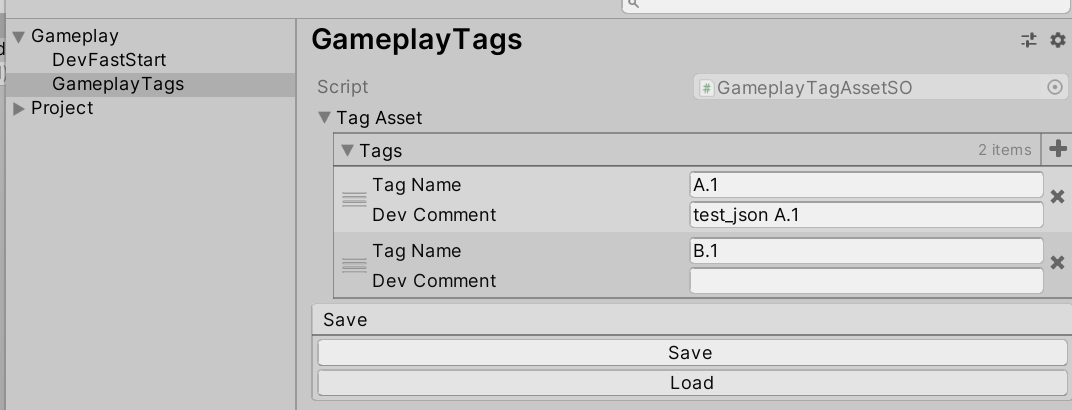 Gameplay
DevFastStart
GameplayTags
Project
GameplayTags
Script
# GameplayTagAssetSO
Tag Asset
Tags 2 items
Tag Name A.1
Dev Comment test_json A.1
Tag Name B.1
Dev Comment
Save
Save
Load